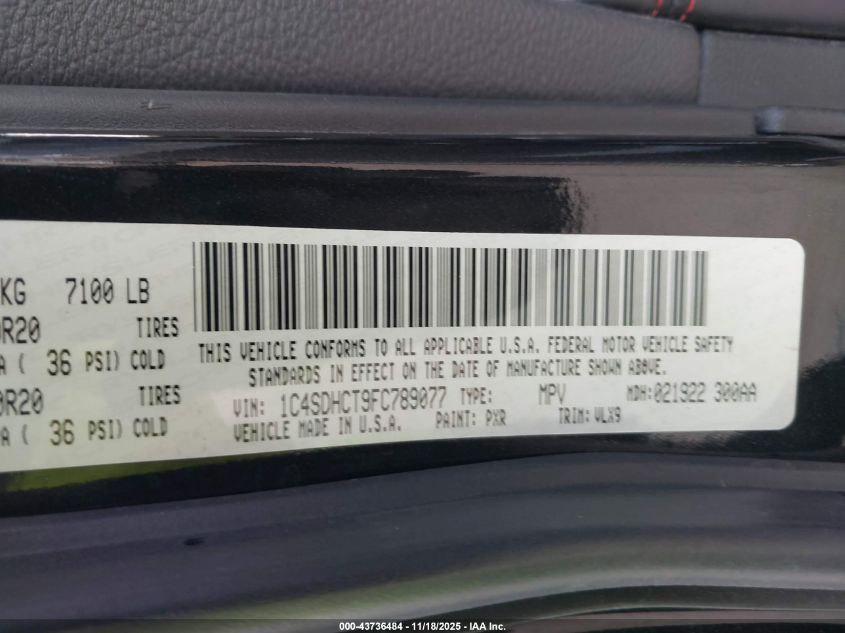 KG 7100 LB
0R20 TIRES
A ( 36 PSI) COLD
0R20 TIRES
A ( 36 PSI) COLD
THIS VEHICLE CONFORMS TO ALL APPLICABLE U.S.A. FEDERAL MOTOR VEHICLE SAFETY
STANDARDS IN EFFECT ON THE DATE OF MANUFACTURE SHOWN ABOVE.
VIN: 1C4SDHCT9FC789077 TYPE: MPV MDH:021922 300AA
VEHICLE MADE IN U.S.A. PAINT: PXR TRIM: VLX9
000-43736484 — 11/18/2025 - IAA Inc.